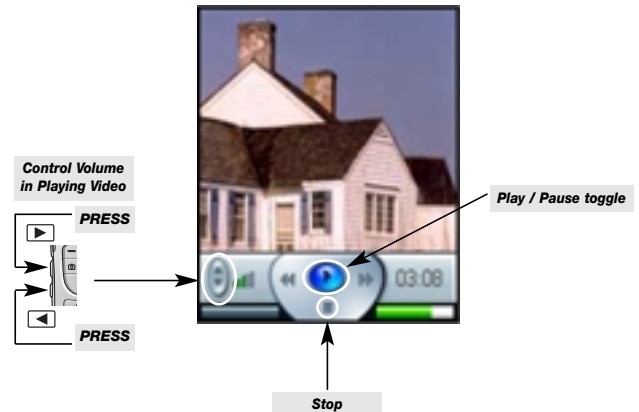 Control Volume
in Playing Video
PRESS
PRESS
Play / Pause toggle
03:08
Stop